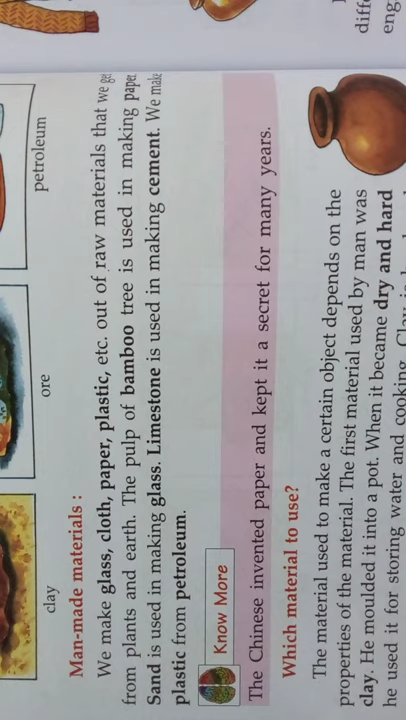 diff
eng
clay
ore
petroleum
Man-made materials :
We make glass, cloth, paper, plastic, etc. out of raw materials that we get
from plants and earth. The pulp of bamboo tree is used in making paper.
Sand is used in making glass. Limestone is used in making cement. We make
plastic from petroleum.
Know More
The Chinese invented paper and kept it a secret for many years.
Which material to use?
The material used to make a certain object depends on the
properties of the material. The first material used by man was
clay. He moulded it into a pot. When it became dry and hard
he used it for storing water and cooking. Clay is